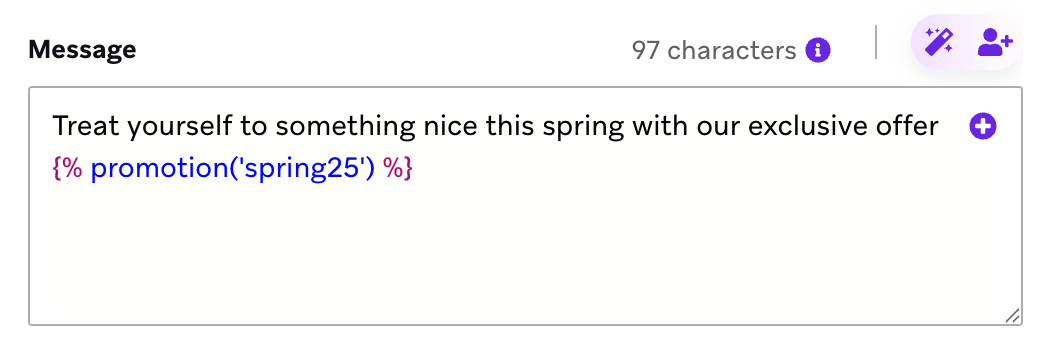 Message
97 characters
Treat yourself to something nice this spring with our exclusive offer
{% promotion('spring25') %}